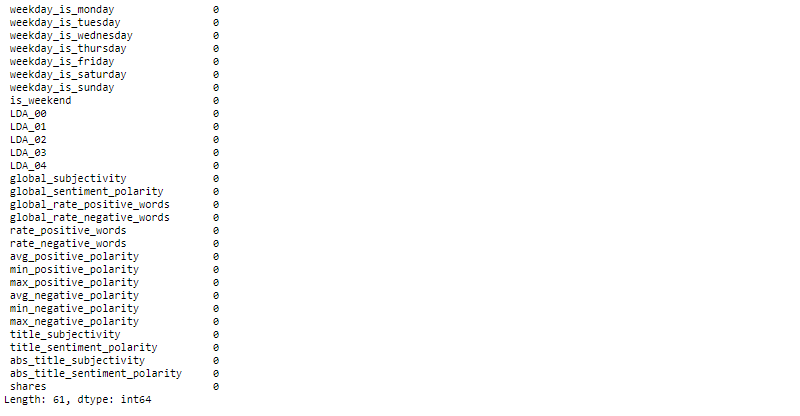 weekday_is_monday 0
weekday_is_tuesday 0
weekday_is_wednesday 0
weekday_is_thursday 0
weekday_is_friday 0
weekday_is_saturday 0
weekday_is_sunday 0
is_weekend 0
LDA_00 0
LDA_01 0
LDA_02 0
LDA_03 0
LDA_04 0
global_subjectivity 0
global_sentiment_polarity 0
global_rate_positive_words 0
global_rate_negative_words 0
rate_positive_words 0
rate_negative_words 0
avg_positive_polarity 0
min_positive_polarity 0
max_positive_polarity 0
avg_negative_polarity 0
min_negative_polarity 0
max_negative_polarity 0
title_subjectivity 0
title_sentiment_polarity 0
abs_title_subjectivity 0
abs_title_sentiment_polarity 0
shares 0
Length: 61, dtype: int64